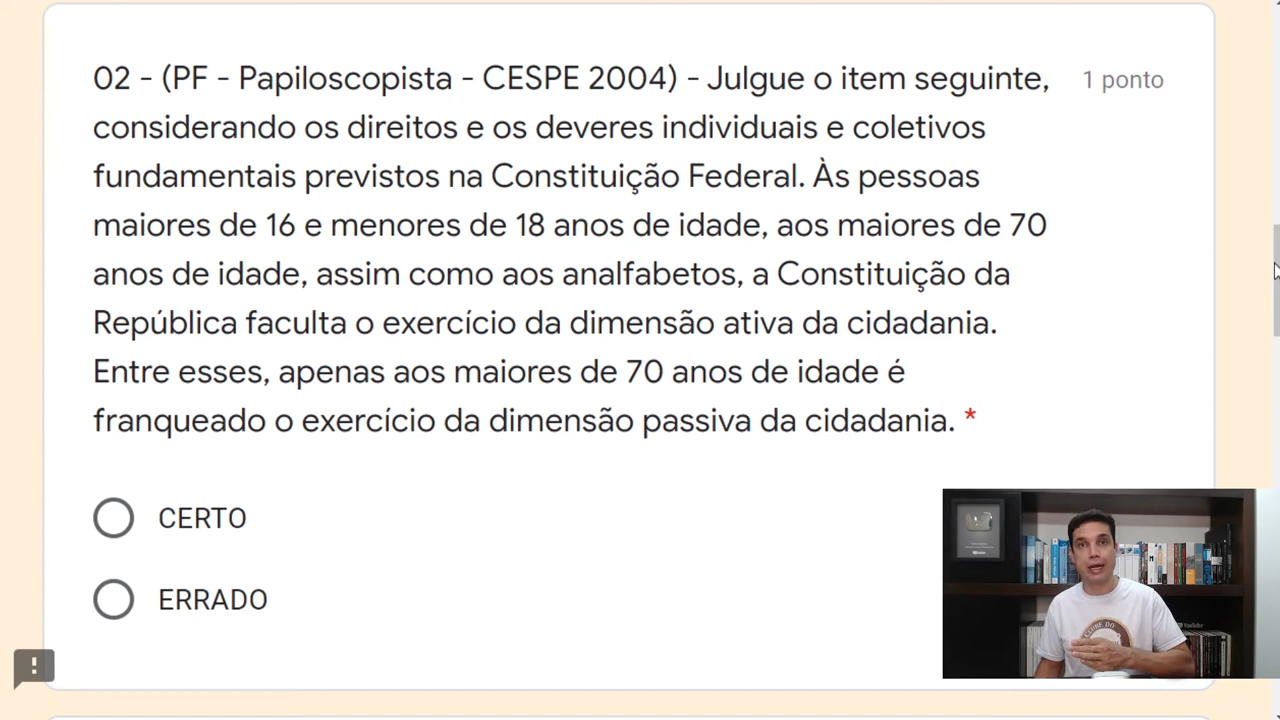 02 - (PF - Papiloscopista - CESPE 2004) - Julgue o item seguinte,
1 ponto
considerando os direitos e os deveres individuais e coletivos
fundamentais previstos na Constituição Federal. Às pessoas
maiores de 16 e menores de 18 anos de idade, aos maiores de 70
anos de idade, assim como aos analfabetos, a Constituição da
República faculta o exercício da dimensão ativa da cidadania.
Entre esses, apenas aos maiores de 70 anos de idade é
franqueado o exercício da dimensão passiva da cidadania. *
CERTO
ERRADO
CLUBE DO